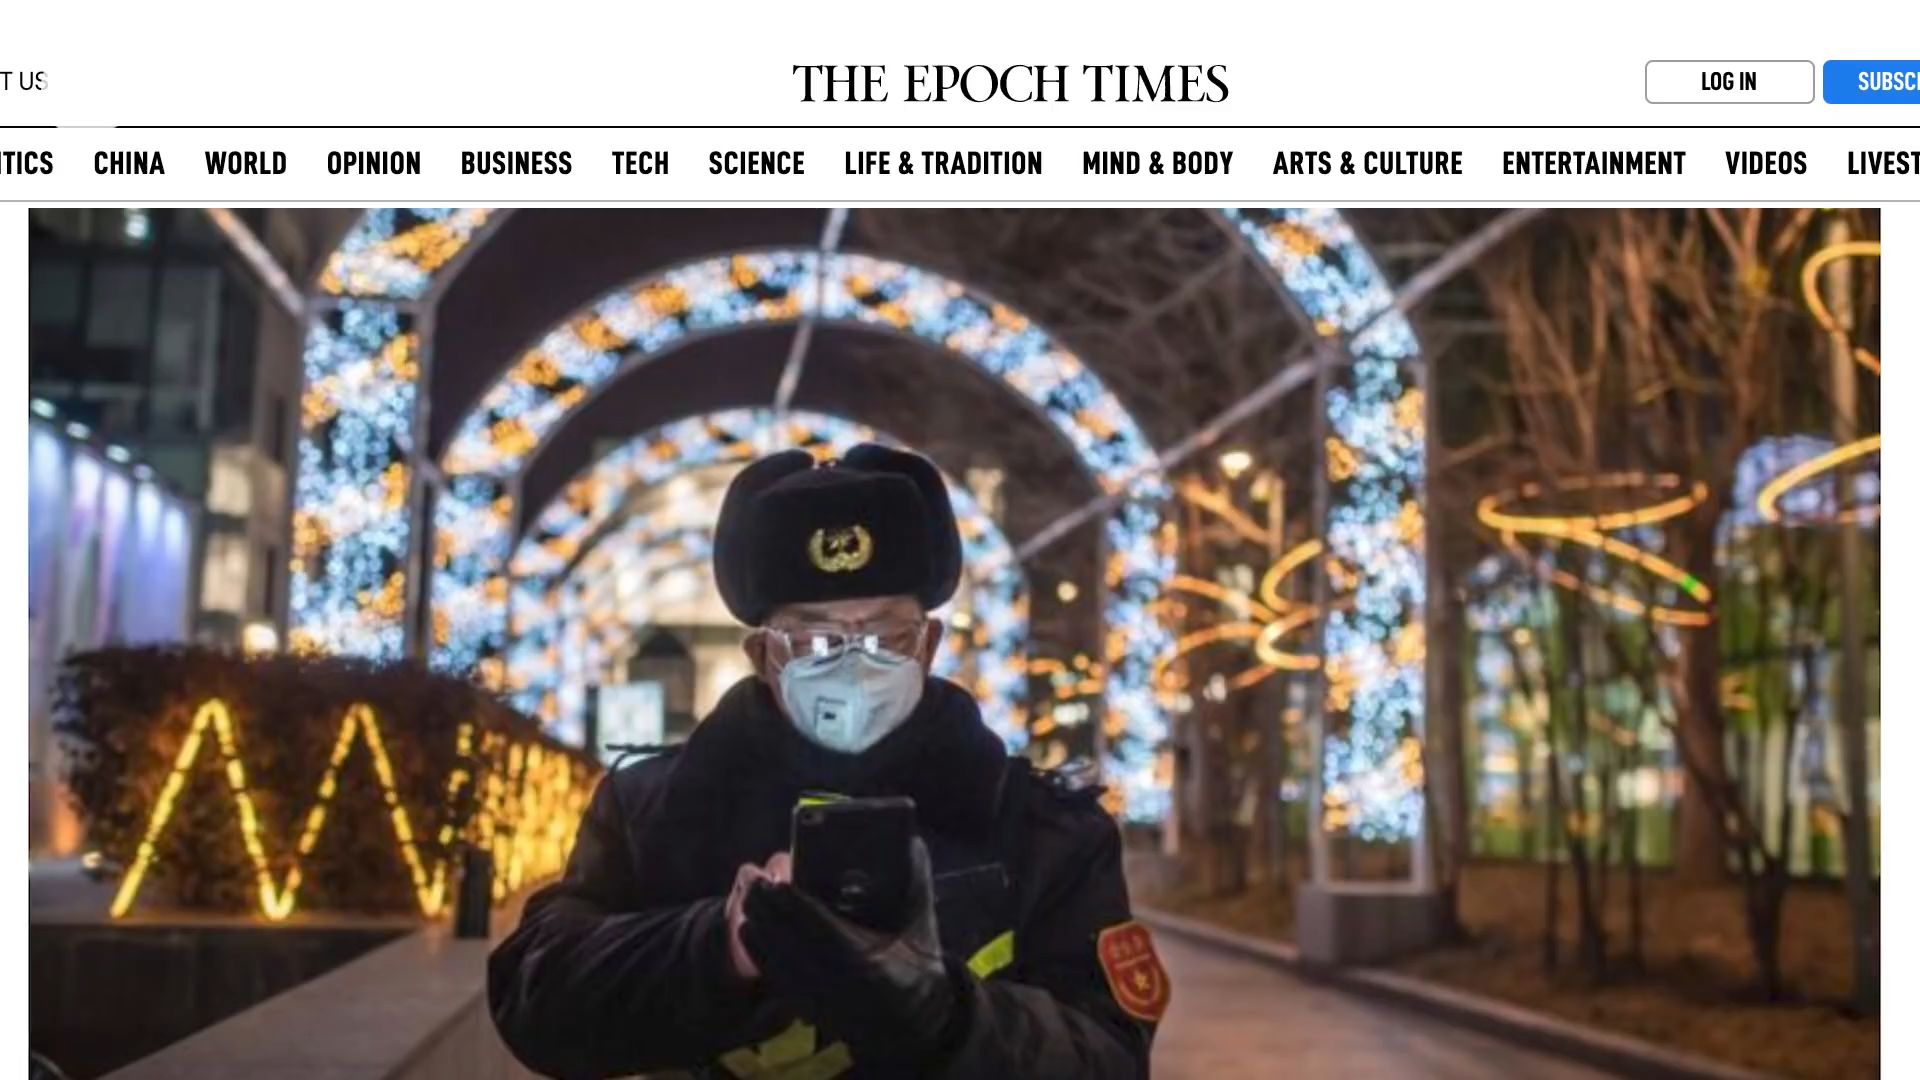 T US
THE EPOCH TIMES
LOG IN
SUBSC
ITICS CHINA WORLD OPINION BUSINESS TECH SCIENCE LIFE & TRADITION MIND & BODY ARTS & CULTURE ENTERTAINMENT VIDEOS LIVEST